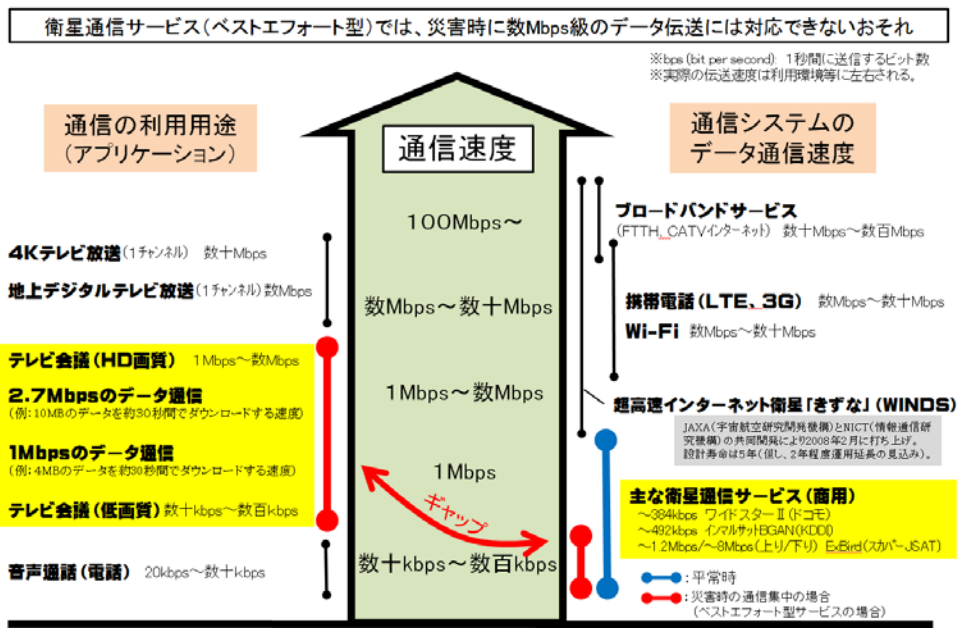 衛星通信サービス(ベストエフォート型)では、災害時に数Mbps級のデータ伝送には対応できないおそれ
※bps(bit per second): 1秒間に送信するビット数
※実際の伝送速度は利用環境等に左右される。
通信の利用用途
(アプリケーション)
通信速度
通信システムの
データ通信速度
100Mbps~
数Mbps~数十Mbps
1Mbps~数Mbps
1Mbps
数十kbps~数百kbps
ギャップ
4Kテレビ放送(1チャンネル) 数十Mbps
地上デジタルテレビ放送(1チャンネル)数Mbps
テレビ会議(HD画質) 1Mbps~数Mbps
2.7Mbpsのデータ通信
(例:10MBのデータを約30秒間でダウンロードする速度)
1Mbpsのデータ通信
(例:4MBのデータを約30秒間でダウンロードする速度)
テレビ会議(低画質)数十kbps~数百kbps
音声通話(電話) 20kbps~数十kbps
ブロードバンドサービス
(FTTH、CATVインターネット) 数十Mbps~数百Mbps
携帯電話(LTE、3G) 数Mbps~数十Mbps
Wi-Fi 数Mbps~数十Mbps
超高速インターネット衛星「きずな」(WINDS)
JAXA(宇宙航空研究開発機構)とNICT(情報通信研
究機構)の共同開発により2008年2月に打ち上げ。
設計寿命は5年(但し、2年程度運用延長の見込み)。
主な衛星通信サービス(商用)
~384kbps ワイドスターⅡ(ドコモ)
~492kbps インマルサットBGAN(KDDI)
~1.2Mbps/~8Mbps(上り/下り) ExBird(スカパーJSAT)
:平常時
:災害時の通信集中の場合
(ベストエフォート型サービスの場合)